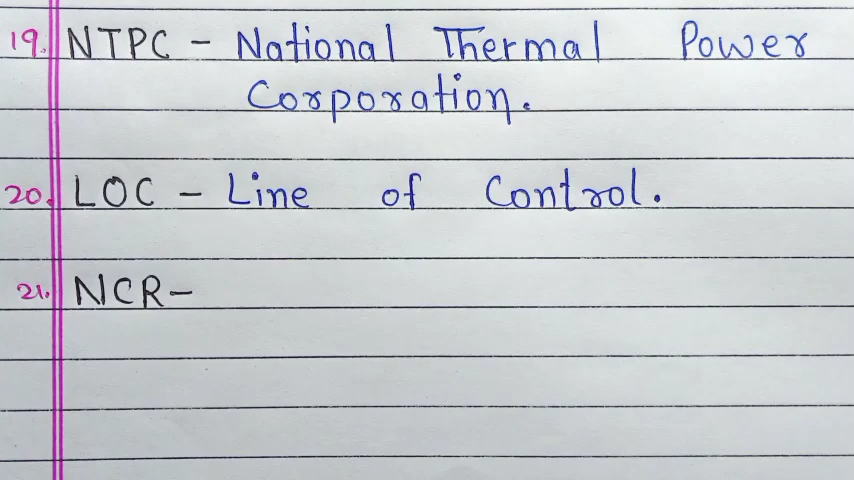 19. NTPC - National Thermal Power
Corporation.
20. LOC - Line of Control.
21. NCR-